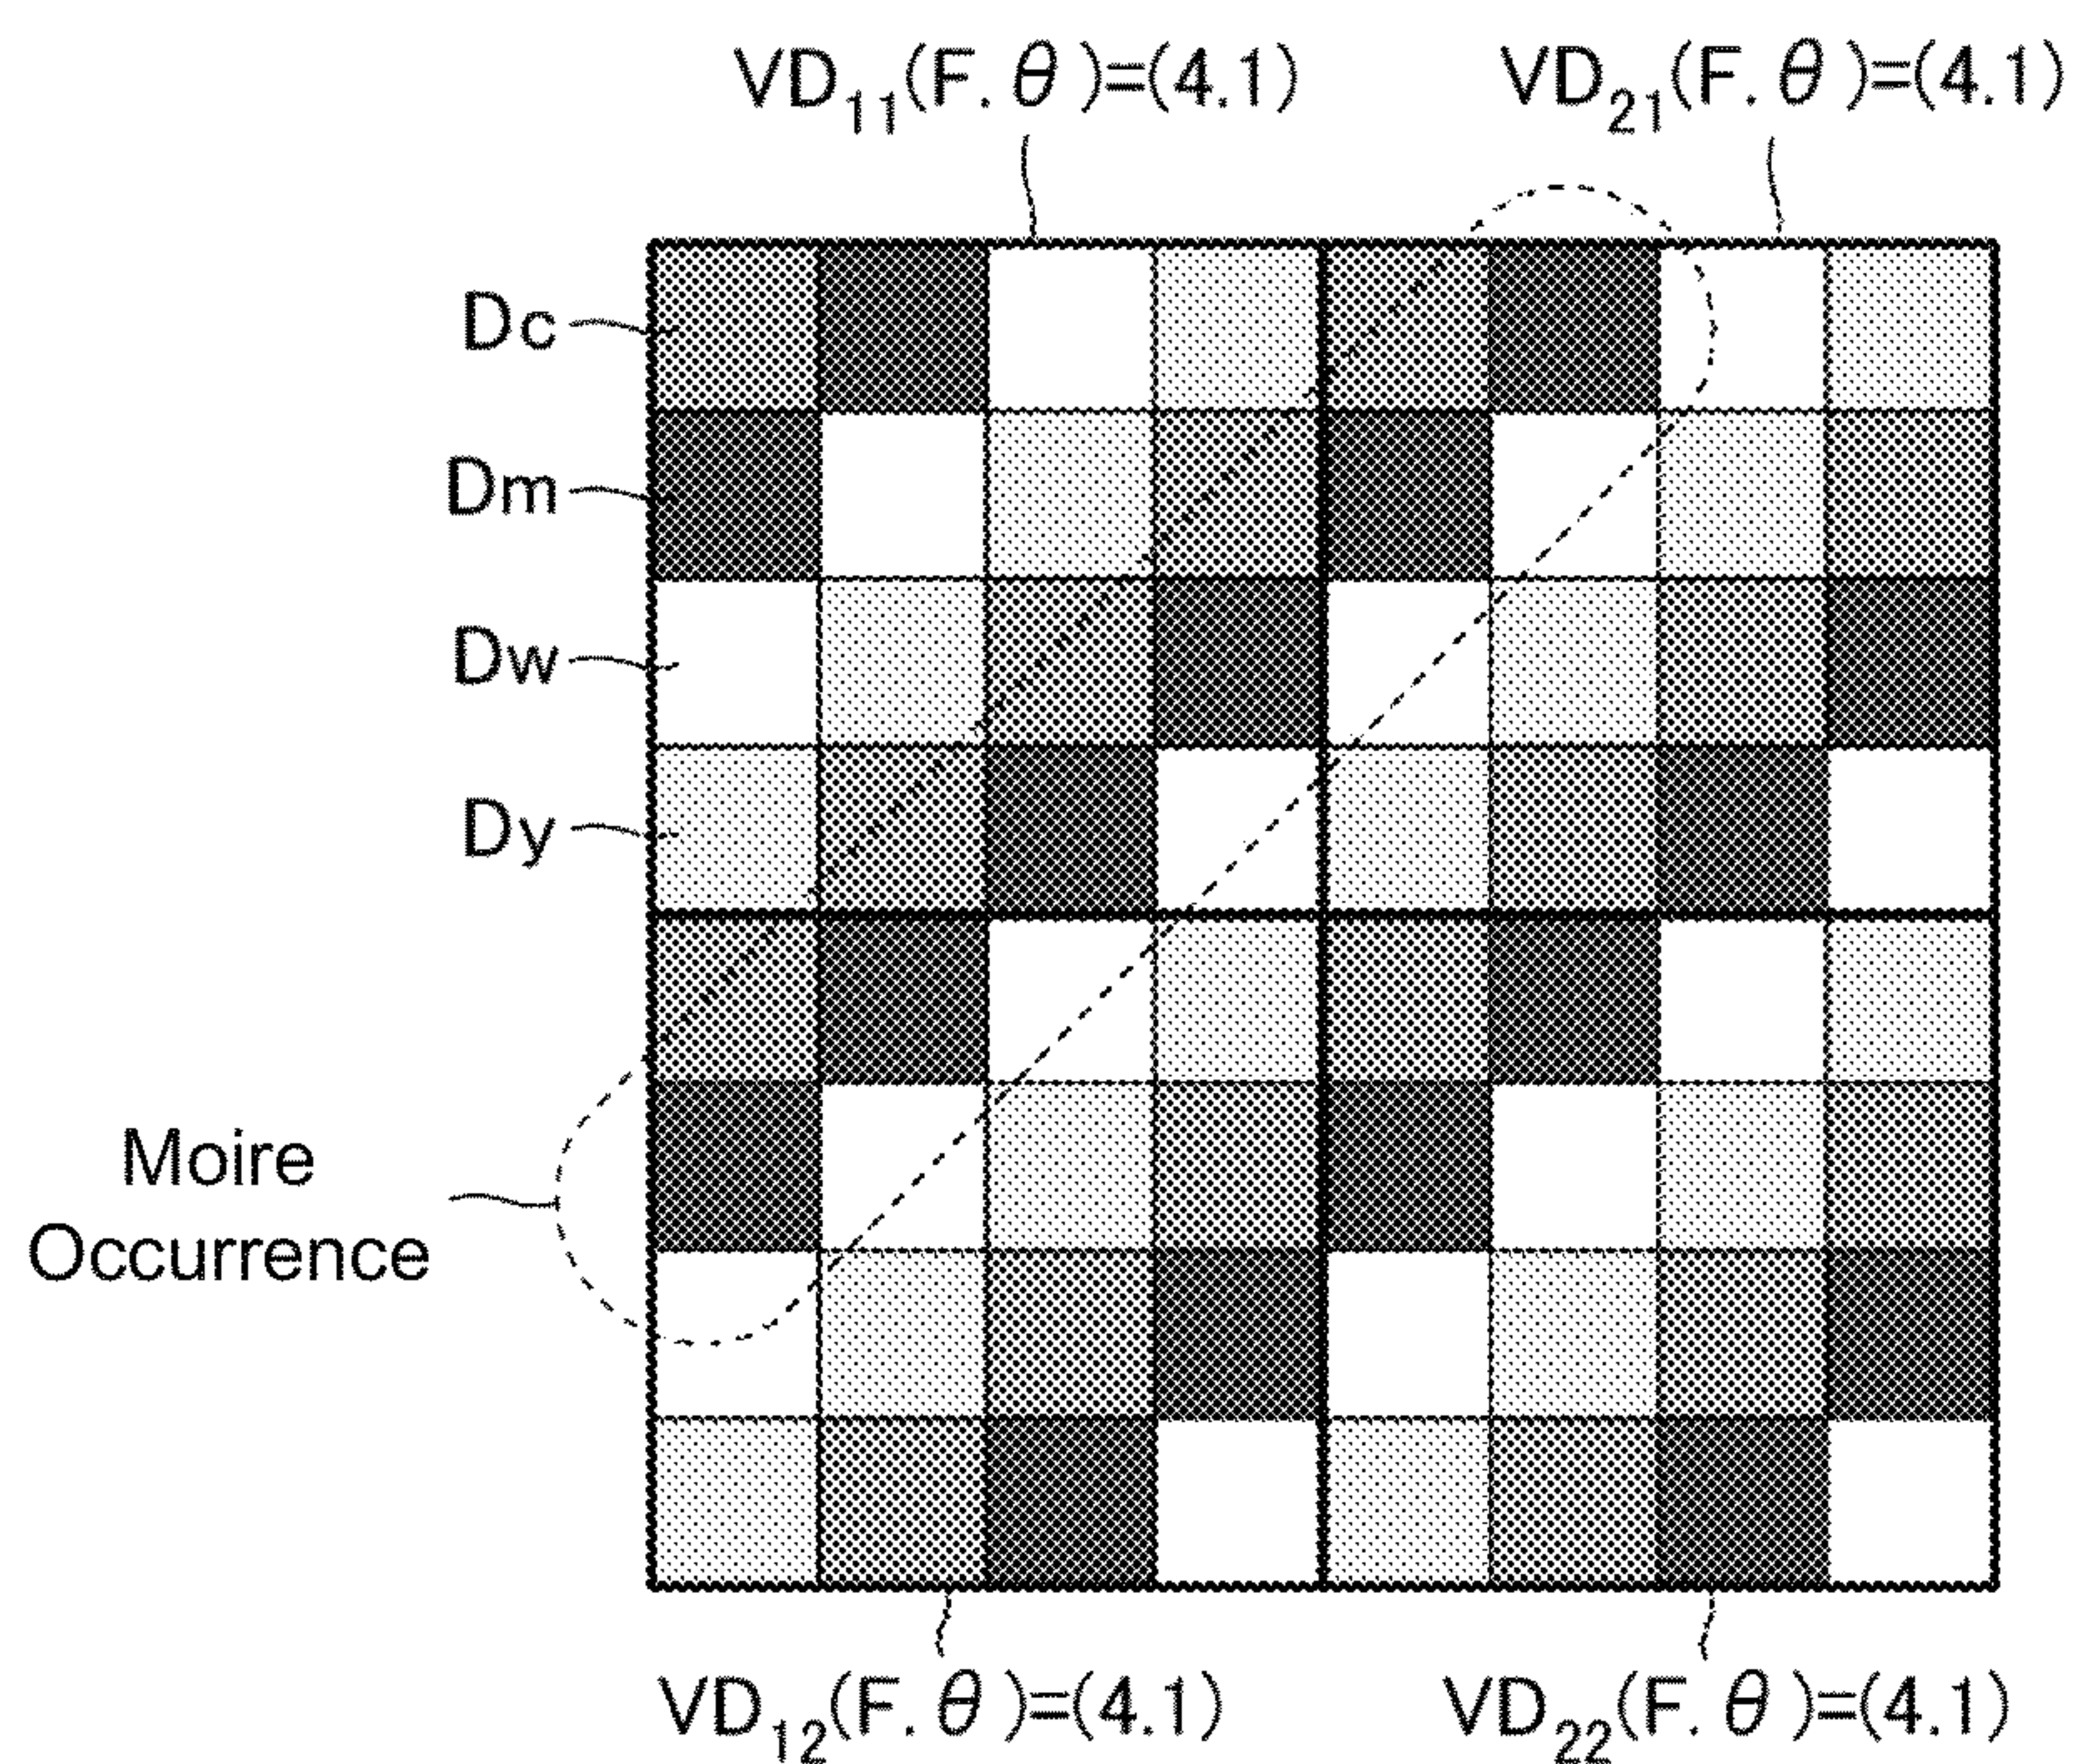 VD₁₁(F.θ)=(4.1) VD₂₁(F.θ)=(4.1)
Dc
Dm
Dw
Dy
Moire
Occurrence
VD₁₂(F.θ)=(4.1) VD₂₂(F.θ)=(4.1)